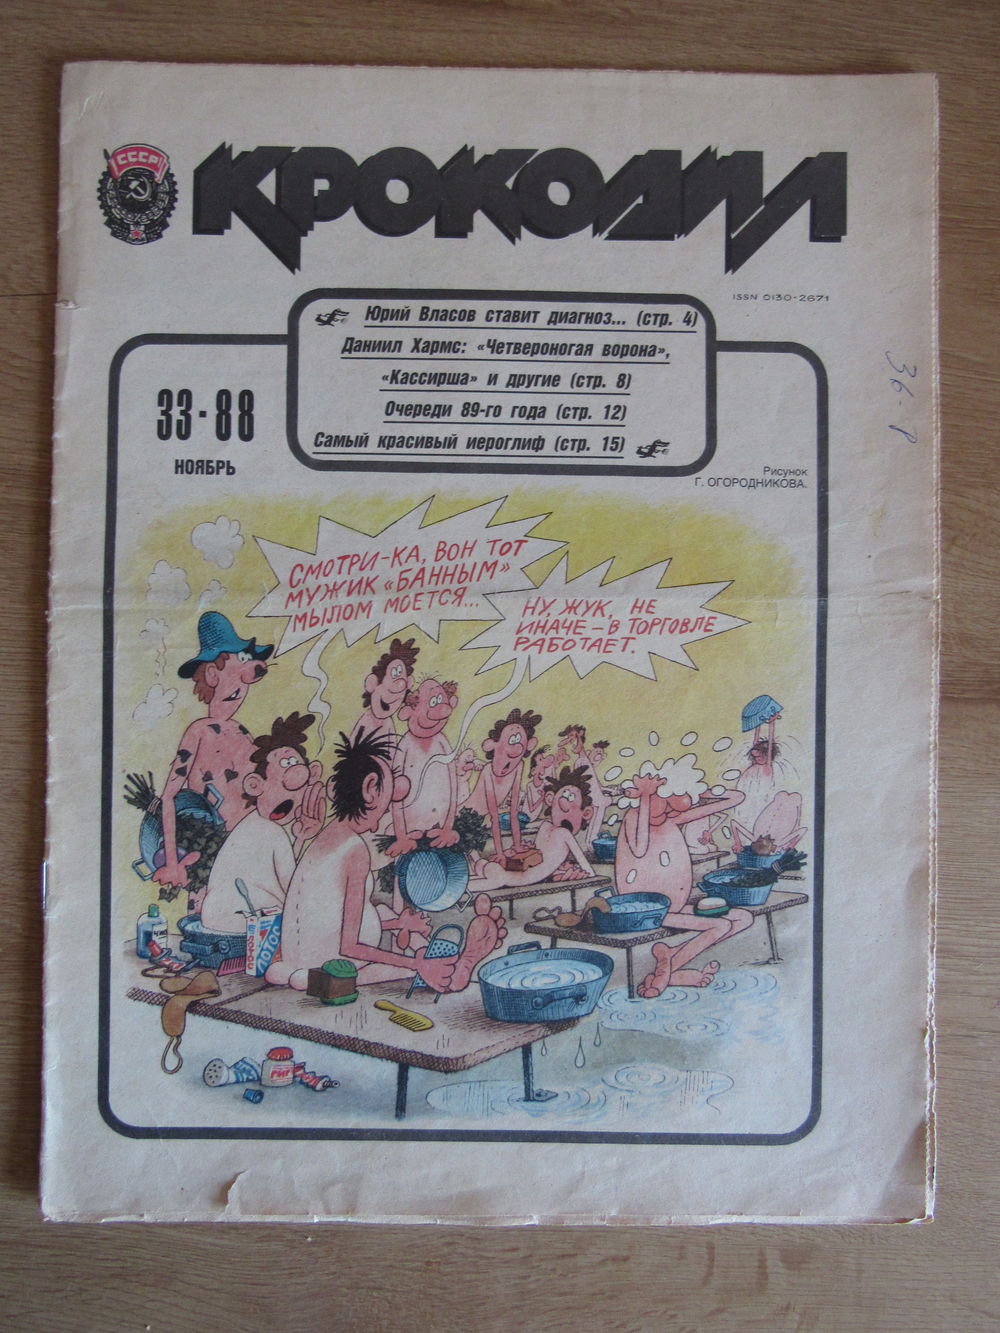 СССР
КРОКОДИЛ
ISSN 0130-2671
Юрий Власов ставит диагноз... (стр. 4)
Даниил Хармс: «Четвероногая ворона»,
«Кассирша» и другие (стр. 8)
Очереди 89-го года (стр. 12)
Самый красивый иероглиф (стр. 15)
33-88
НОЯБРЬ
36-р
Рисунок
Г. ОГОРОДНИКОВА.
СМОТРИ-КА, ВОН ТОТ
МУЖИК «БАННЫМ»
МЫЛОМ МОЕТСЯ...
НУ, ЖУК, НЕ
ИНАЧЕ – В ТОРГОВЛЕ
РАБОТАЕТ.
ЛОТОС